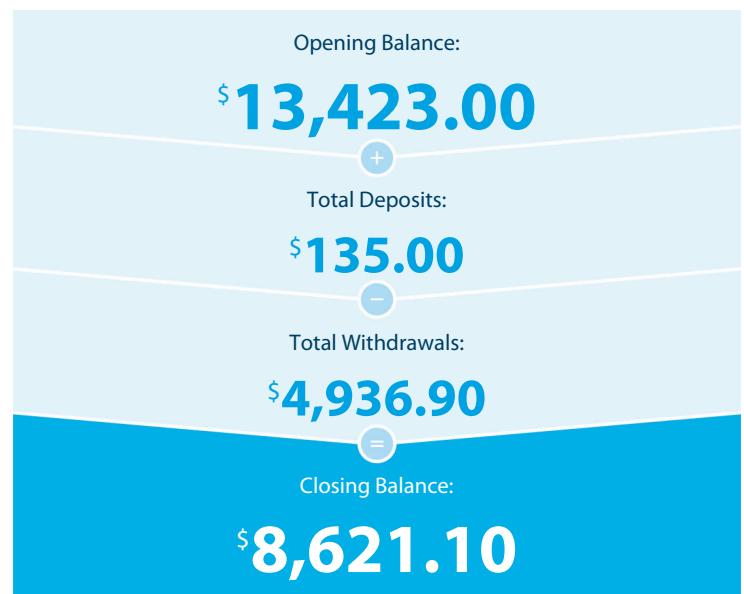 Opening Balance:
$13,423.00
+
Total Deposits:
$135.00
−
Total Withdrawals:
$4,936.90
=
Closing Balance:
$8,621.10